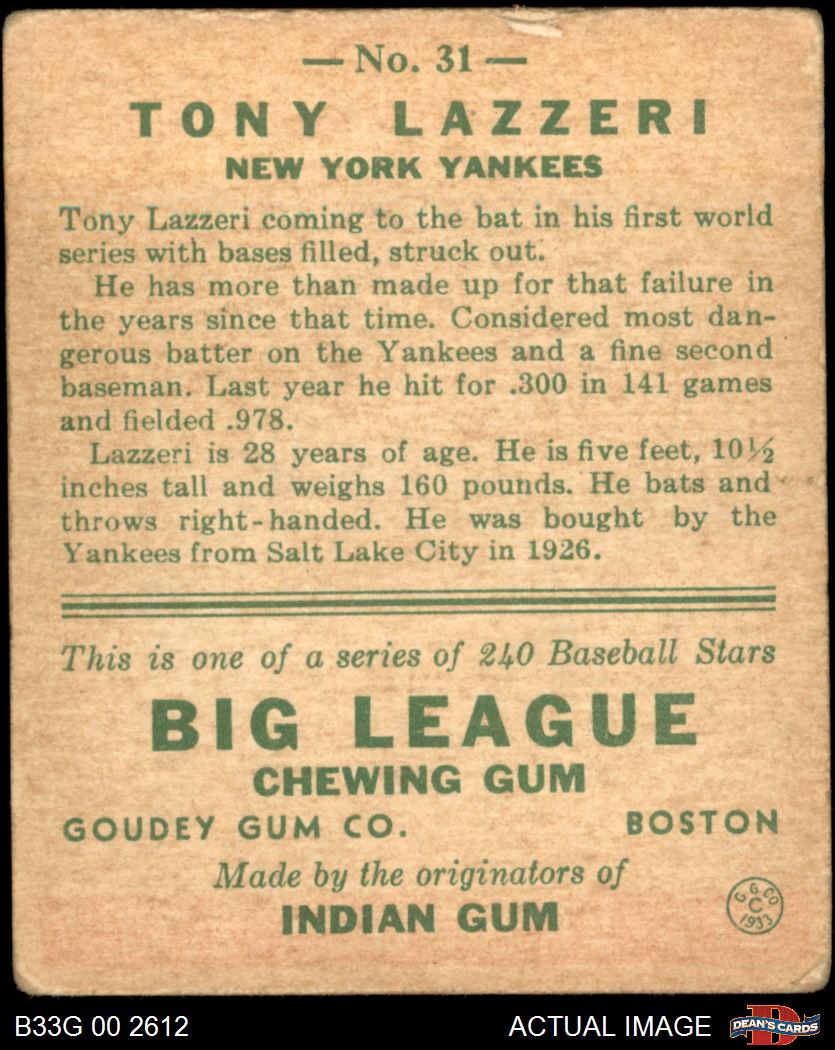 — No. 31 —
TONY LAZZERI
NEW YORK YANKEES
Tony Lazzeri coming to the bat in his first world
series with bases filled, struck out.
He has more than made up for that failure in
the years since that time. Considered most dan-
gerous batter on the Yankees and a fine second
baseman. Last year he hit for .300 in 141 games
and fielded .978.
Lazzeri is 28 years of age. He is five feet, 10½
inches tall and weighs 160 pounds. He bats and
throws right-handed. He was bought by the
Yankees from Salt Lake City in 1926.
This is one of a series of 240 Baseball Stars
BIG LEAGUE
CHEWING GUM
GOUDEY GUM CO. BOSTON
Made by the originators of
INDIAN GUM
G. G. CO.
C
1933
B33G 00 2612 ACTUAL IMAGE
D
DEAN'S CARDS